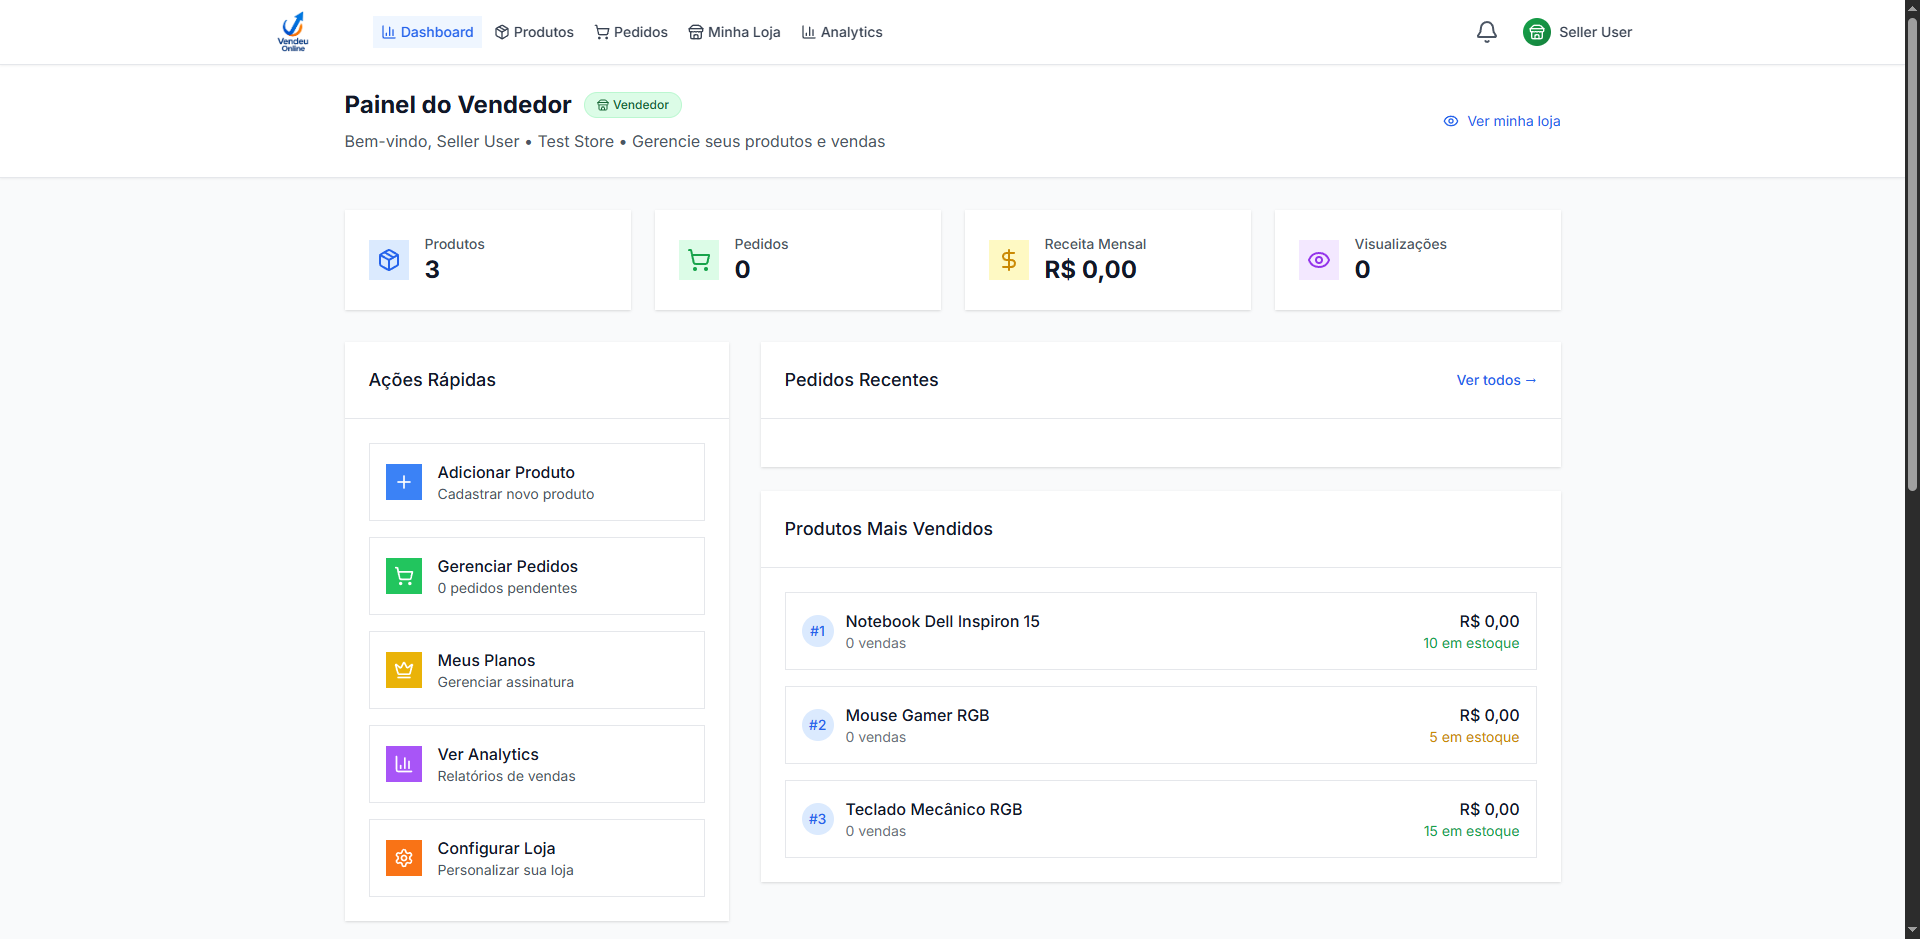 Vendeu
Online
Dashboard
Produtos
Pedidos
Minha Loja
Analytics
Seller User
Painel do Vendedor
Vendedor
Bem-vindo, Seller User • Test Store • Gerencie seus produtos e vendas
Ver minha loja
Produtos
3
Pedidos
0
Receita Mensal
R$ 0,00
Visualizações
0
Ações Rápidas
Adicionar Produto
Cadastrar novo produto
Gerenciar Pedidos
0 pedidos pendentes
Meus Planos
Gerenciar assinatura
Ver Analytics
Relatórios de vendas
Configurar Loja
Personalizar sua loja
Pedidos Recentes
Ver todos →
Produtos Mais Vendidos
#1
Notebook Dell Inspiron 15
0 vendas
R$ 0,00
10 em estoque
#2
Mouse Gamer RGB
0 vendas
R$ 0,00
5 em estoque
#3
Teclado Mecânico RGB
0 vendas
R$ 0,00
15 em estoque